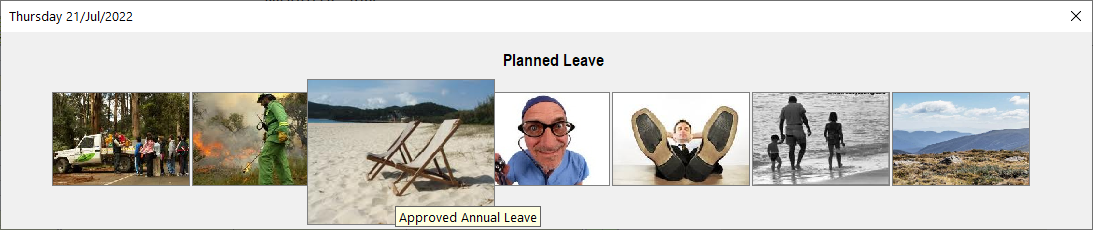 Thursday 21/Jul/2022
Planned Leave
Approved Annual Leave